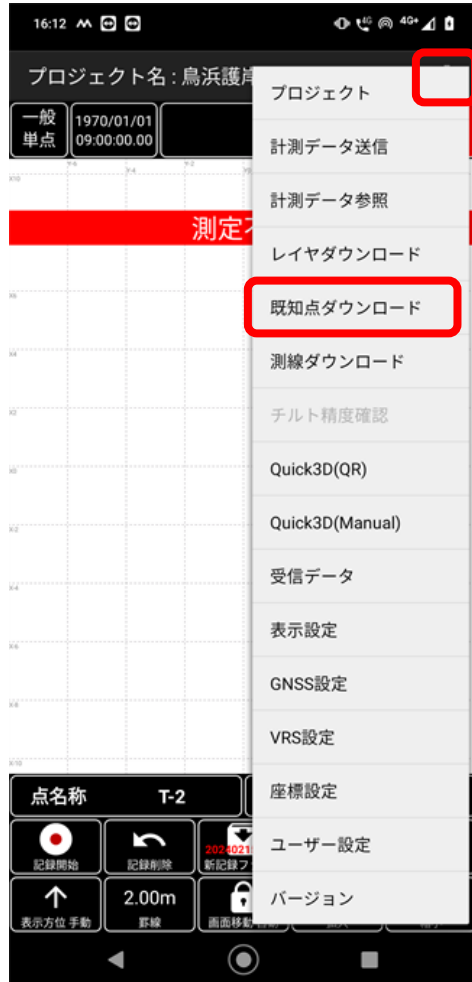 16:12
4G 4G+
プロジェクト名 : 鳥浜護岸
一般
単点
1970/01/01
09:00:00.00
測定不
プロジェクト
計測データ送信
計測データ参照
レイヤダウンロード
既知点ダウンロード
測線ダウンロード
チルト精度確認
Quick3D(QR)
Quick3D(Manual)
受信データ
表示設定
GNSS設定
VRS設定
座標設定
ユーザー設定
バージョン
点名称 T-2
記録開始
記録削除
2024021
新記録フ
表示方位 手動
2.00m
罫線
画面移動